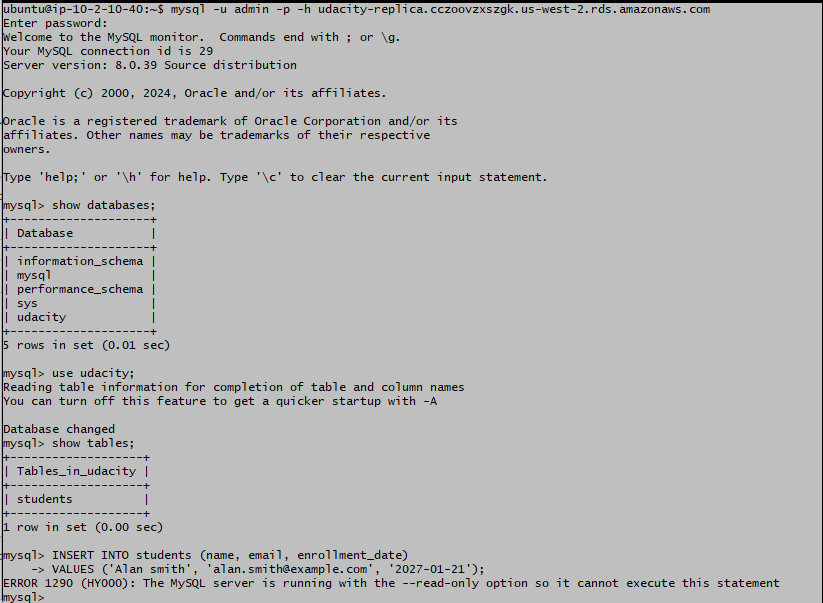 ubuntu@ip-10-2-10-40:~$ mysql -u admin -p -h udacity-replica.cczoovzxszgk.us-west-2.rds.amazonaws.com
Enter password:
Welcome to the MySQL monitor.  Commands end with ; or \g.
Your MySQL connection id is 29
Server version: 8.0.39 Source distribution

Copyright (c) 2000, 2024, Oracle and/or its affiliates.

Oracle is a registered trademark of Oracle Corporation and/or its
affiliates. Other names may be trademarks of their respective
owners.

Type 'help;' or '\h' for help. Type '\c' to clear the current input statement.

mysql> show databases;
+--------------------+
| Database           |
+--------------------+
| information_schema |
| mysql              |
| performance_schema |
| sys                |
| udacity            |
+--------------------+
5 rows in set (0.01 sec)

mysql> use udacity;
Reading table information for completion of table and column names
You can turn off this feature to get a quicker startup with -A

Database changed
mysql> show tables;
+-------------------+
| Tables_in_udacity |
+-------------------+
| students          |
+-------------------+
1 row in set (0.00 sec)

mysql> INSERT INTO students (name, email, enrollment_date)
    -> VALUES ('Alan smith', 'alan.smith@example.com', '2027-01-21');
ERROR 1290 (HY000): The MySQL server is running with the --read-only option so it cannot execute this statement
mysql>